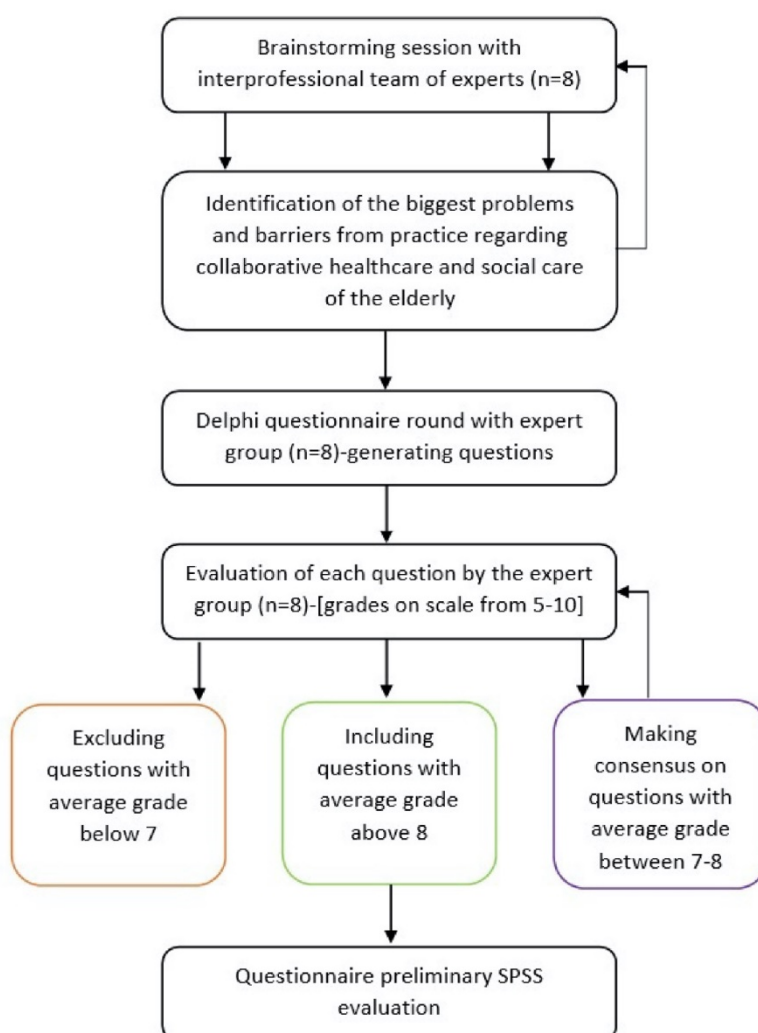 Brainstorming session with
interprofessional team of experts (n=8)
Identification of the biggest problems
and barriers from practice regarding
collaborative healthcare and social care
of the elderly
Delphi questionnaire round with expert
group (n=8)-generating questions
Evaluation of each question by the expert
group (n=8)-[grades on scale from 5-10]
Excluding
questions with
average grade
below 7
Including
questions with
average grade
above 8
Making
consensus on
questions with
average grade
between 7-8
Questionnaire preliminary SPSS
evaluation